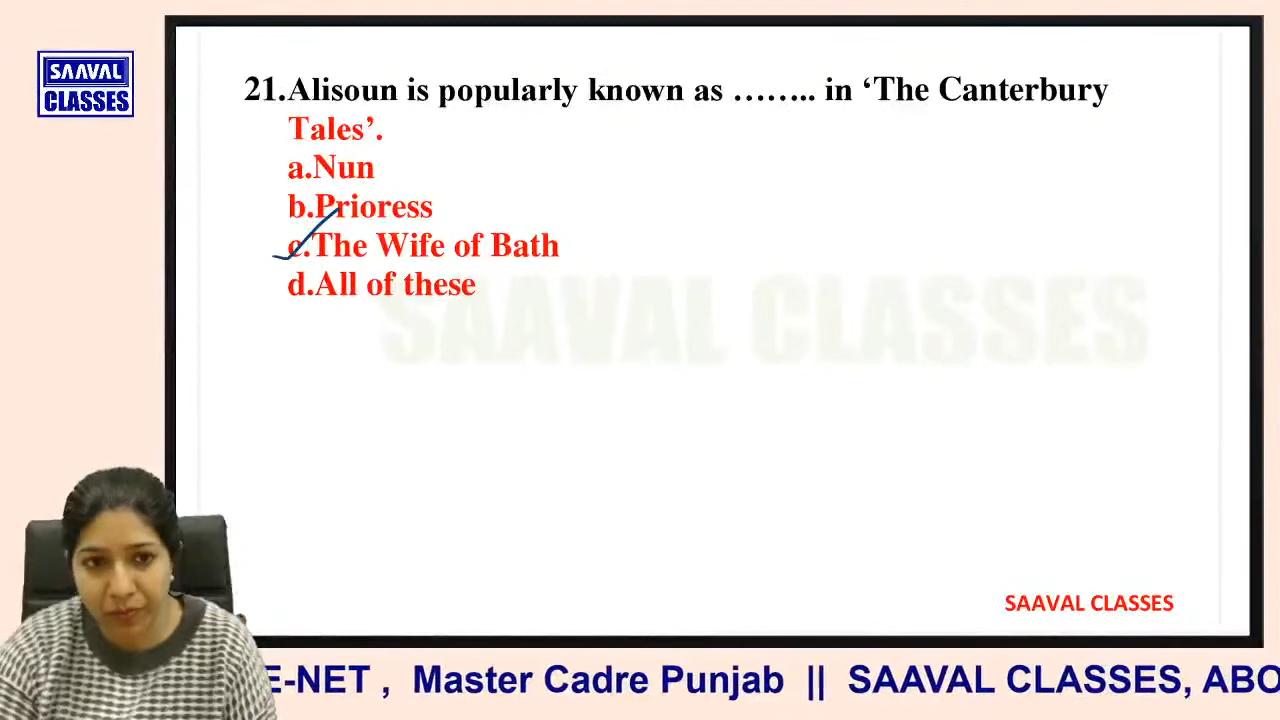 SAAVAL
CLASSES
21.Alisoun is popularly known as …….. in ‘The Canterbury
Tales’.
a.Nun
b.Prioress
c.The Wife of Bath
d.All of these
SAAVAL CLASSES
SAAVAL CLASSES
E-NET , Master Cadre Punjab || SAAVAL CLASSES, ABO